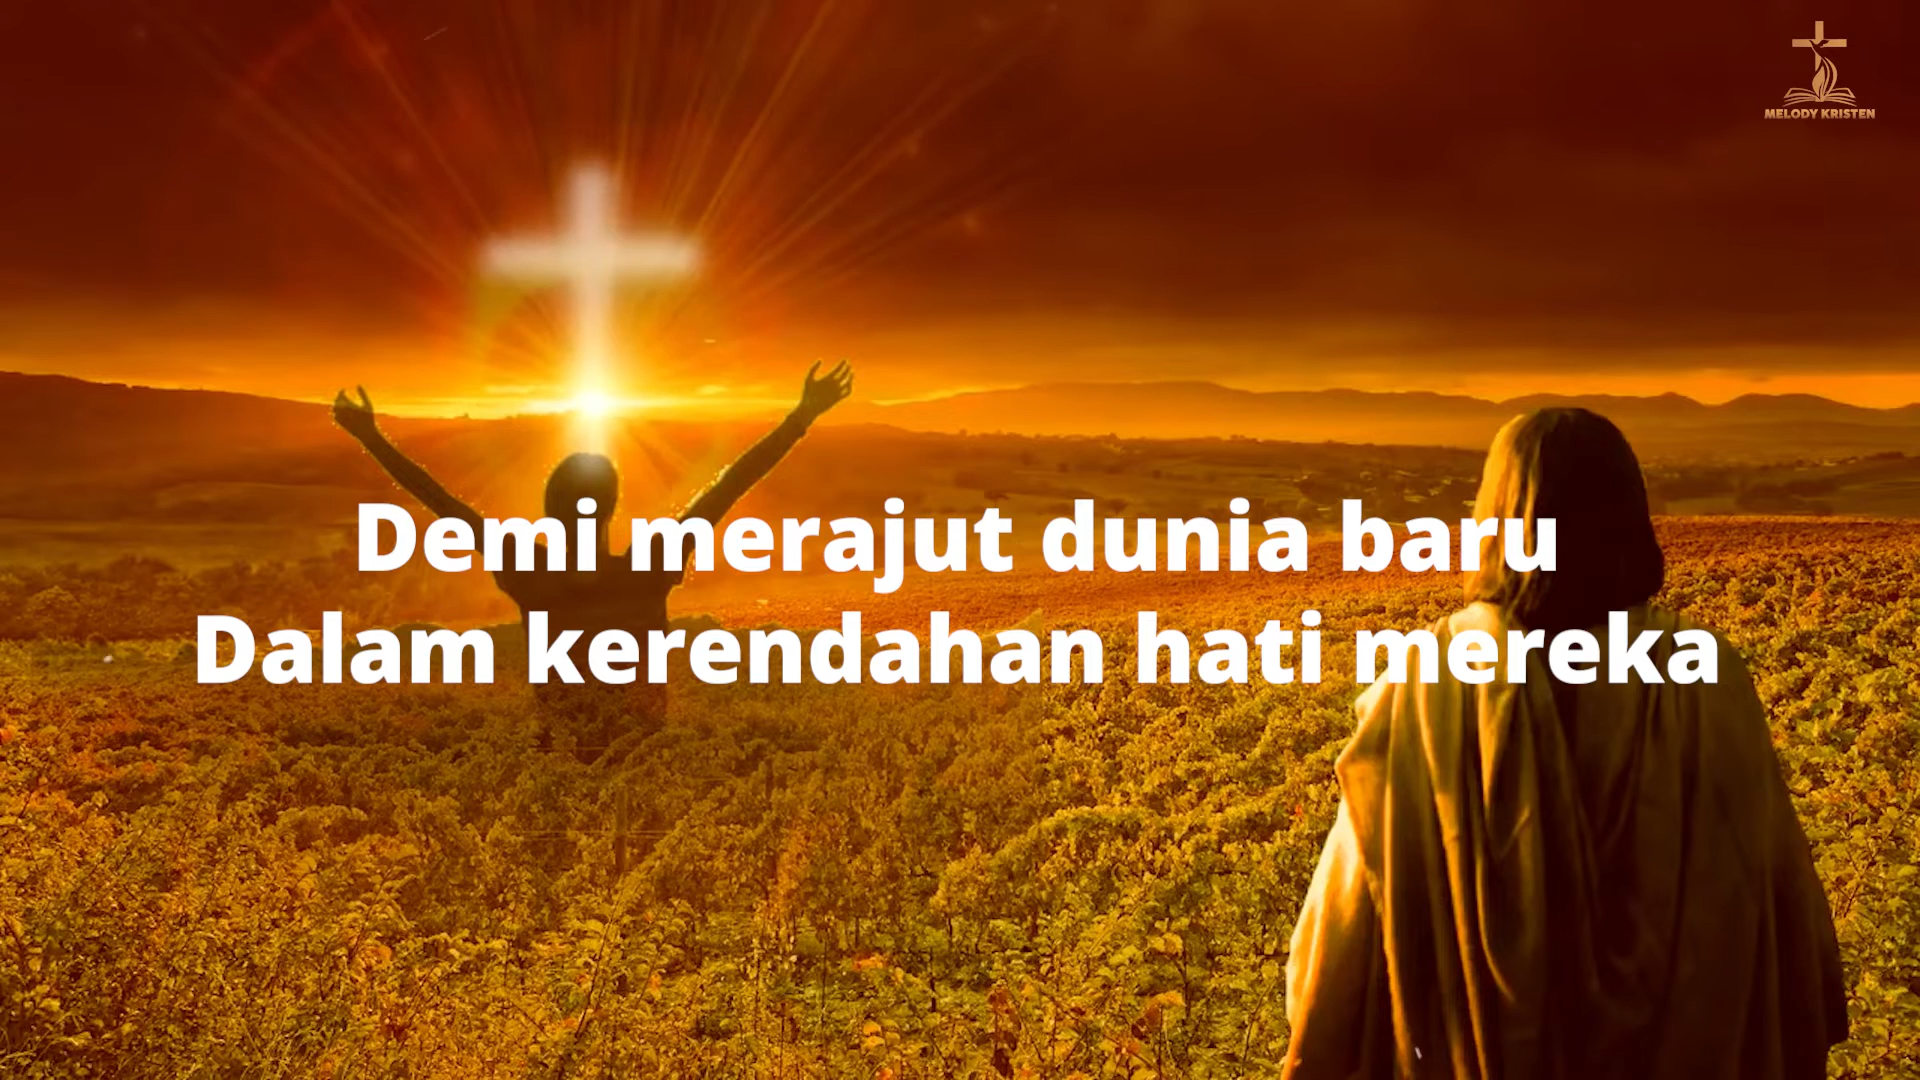 MELODY KRISTEN
Demi merajut dunia baru
Dalam kerendahan hati mereka